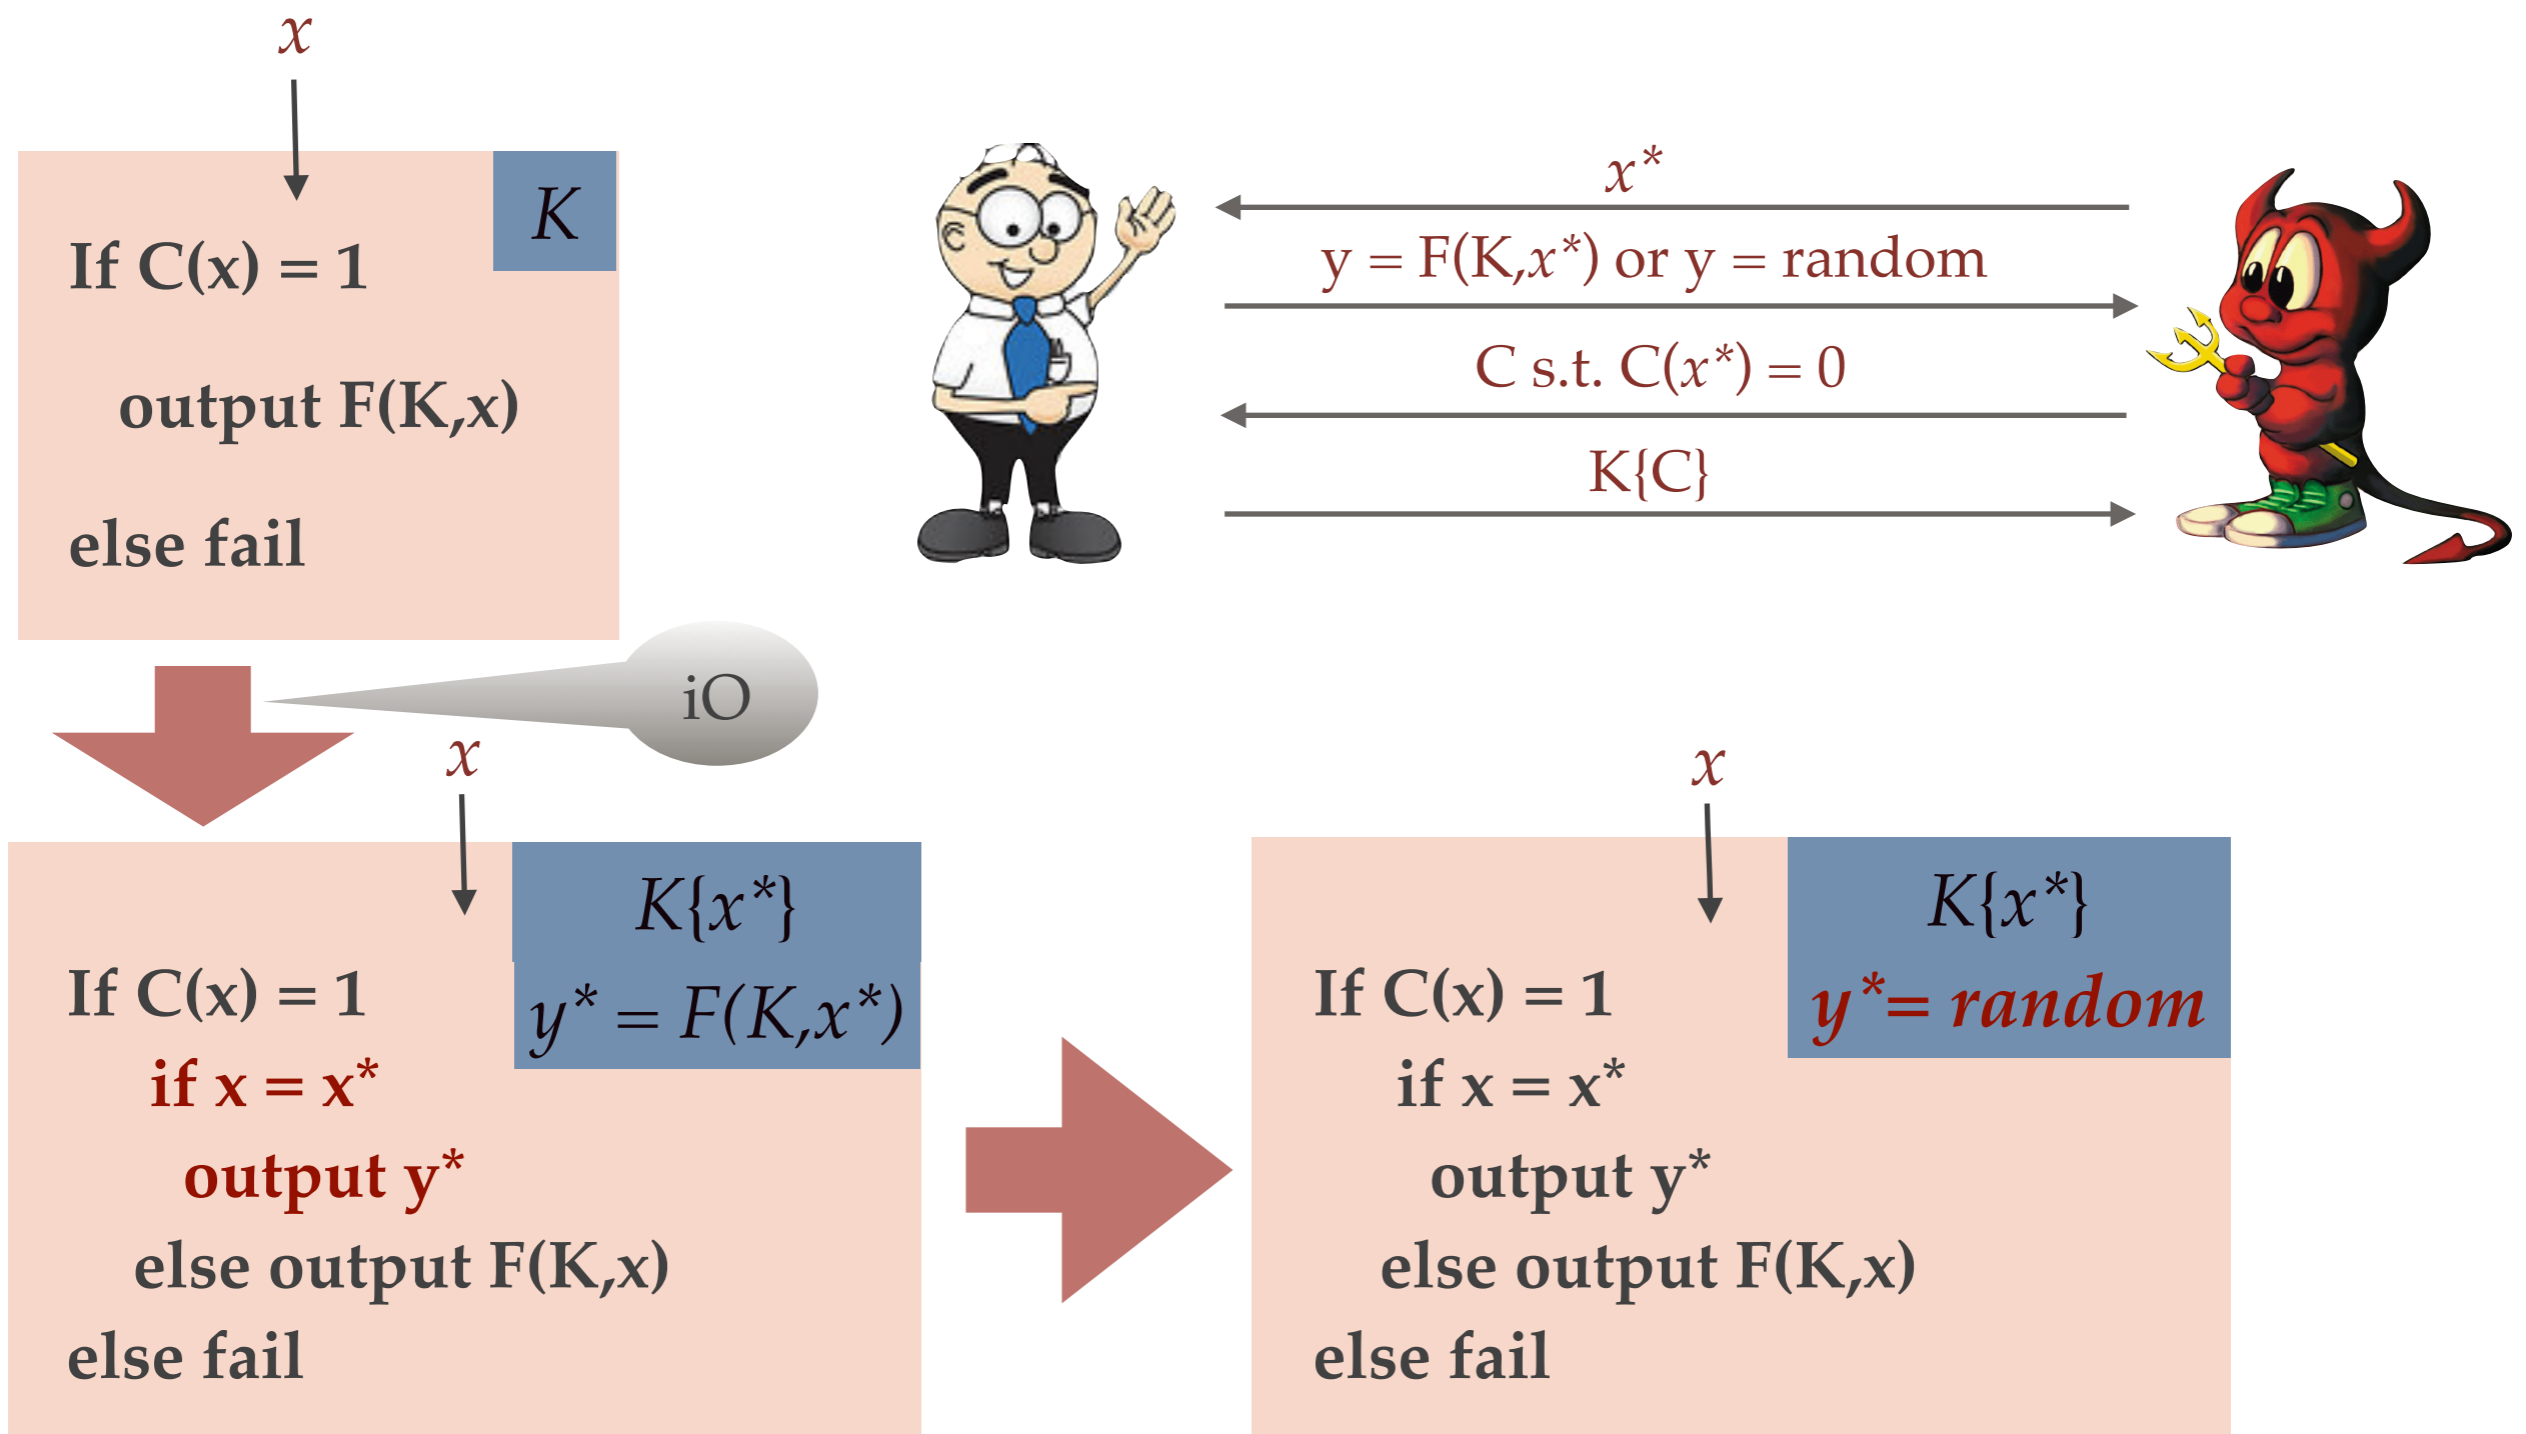 x
K
If C(x) = 1
output F(K,x)
else fail
x*
y = F(K,x*) or y = random
C s.t. C(x*) = 0
K{C}
iO
x
K{x*}
y* = F(K,x*)
If C(x) = 1
if x = x*
output y*
else output F(K,x)
else fail
x
K{x*}
y*= random
If C(x) = 1
if x = x*
output y*
else output F(K,x)
else fail